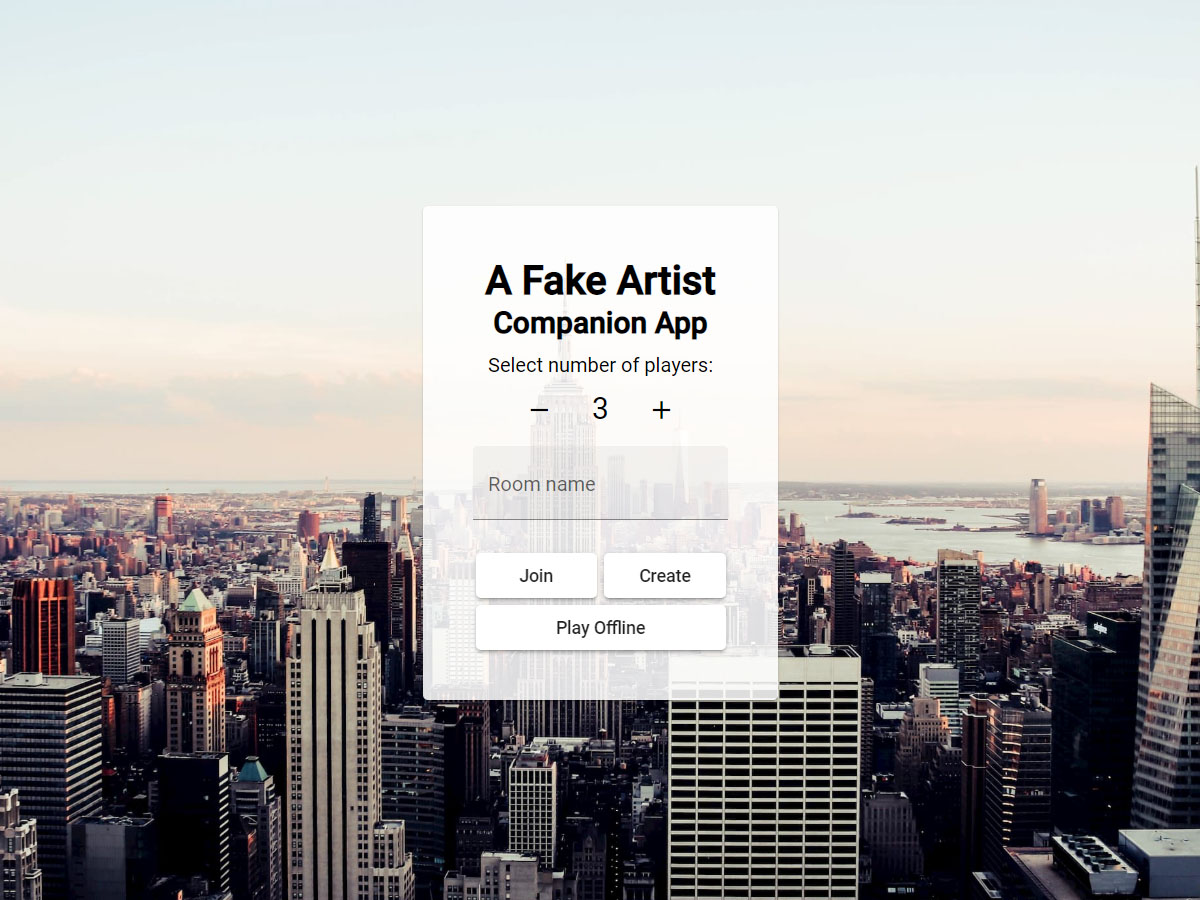 A Fake Artist
Companion App
Select number of players:
− 3 +
Room name
Join Create
Play Offline